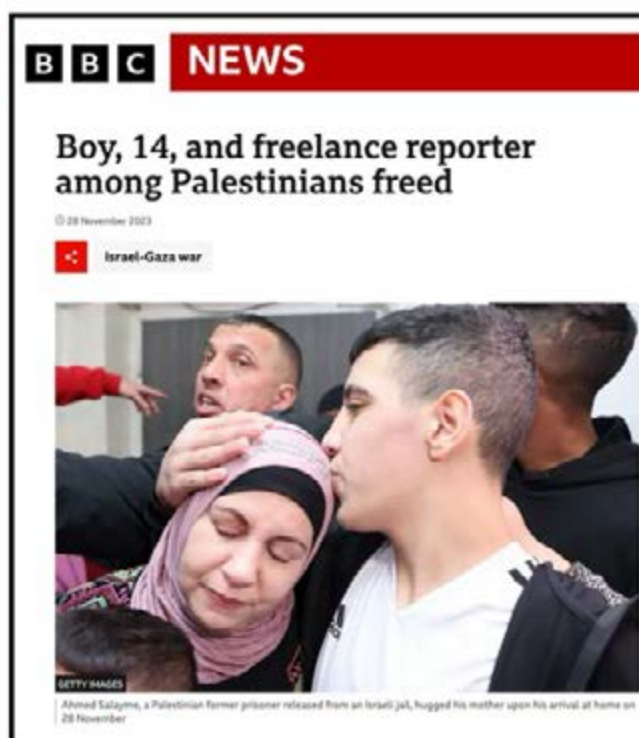 BBC NEWS
Boy, 14, and freelance reporter
among Palestinians freed
28 November 2023
Israel-Gaza war
GETTY IMAGES
Ahmed Salayme, a Palestinian former prisoner released from an Israeli jail, hugged his mother upon his arrival at home on
28 November